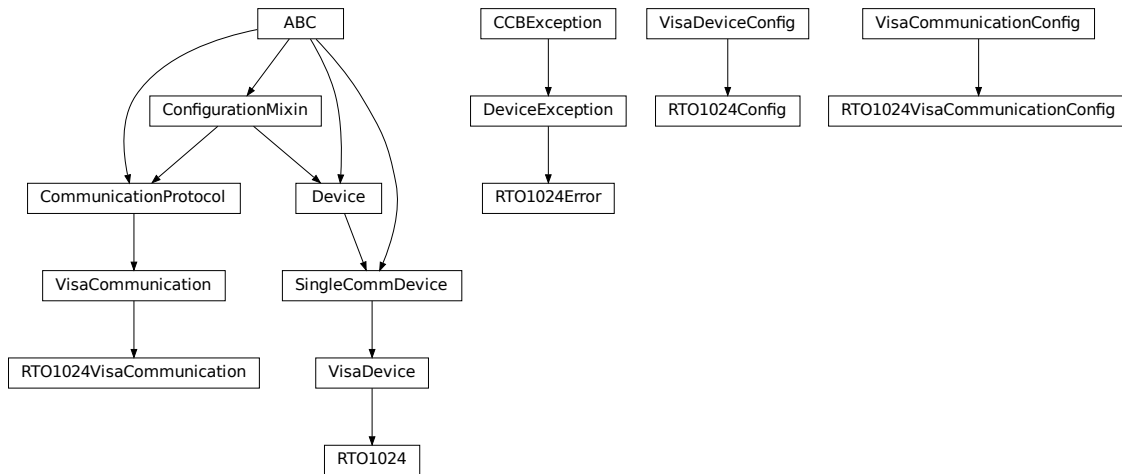 ABC
CCBException
VisaDeviceConfig
VisaCommunicationConfig
ConfigurationMixin
DeviceException
RTO1024Config
RTO1024VisaCommunicationConfig
CommunicationProtocol
Device
RTO1024Error
VisaCommunication
SingleCommDevice
RTO1024VisaCommunication
VisaDevice
RTO1024